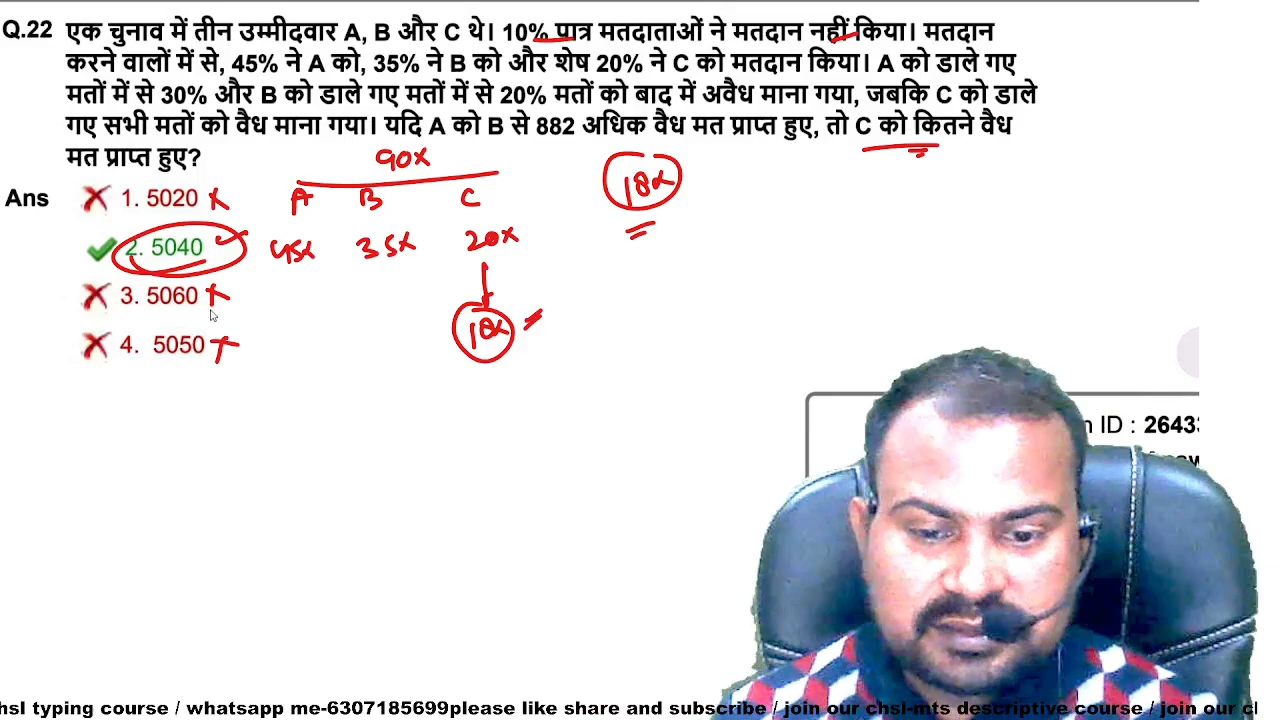 Q.22 एक चुनाव में तीन उम्मीदवार A, B और C थे। 10% पात्र मतदाताओं ने मतदान नहीं किया। मतदान
करने वालों में से, 45% ने A को, 35% ने B को और शेष 20% ने C को मतदान किया। A को डाले गए
मतों में से 30% और B को डाले गए मतों में से 20% मतों को बाद में अवैध माना गया, जबकि C को डाले
गए सभी मतों को वैध माना गया। यदि A को B से 882 अधिक वैध मत प्राप्त हुए, तो C को कितने वैध
मत प्राप्त हुए?
90x
18x
Ans
1. 5020
A B C
2. 5040
45x 35x 20x
3. 5060
18x
4. 5050
n ID : 26433
hsl typing course / whatsapp me-6307185699please like share and subscribe / join our chsl-mts descriptive course / join our cl